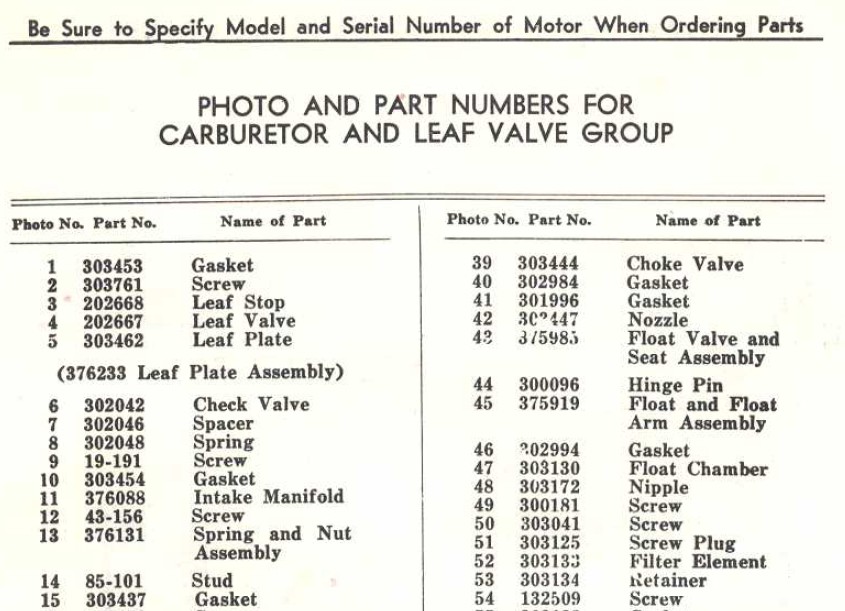 Be Sure to Specify Model and Serial Number of Motor When Ordering Parts
PHOTO AND PART NUMBERS FOR
CARBURETOR AND LEAF VALVE GROUP
Photo No. Part No. Name of Part
1 303453 Gasket
2 303761 Screw
3 202668 Leaf Stop
4 202667 Leaf Valve
5 303462 Leaf Plate
(376233 Leaf Plate Assembly)
6 302042 Check Valve
7 302046 Spacer
8 302048 Spring
9 19-191 Screw
10 303454 Gasket
11 376088 Intake Manifold
12 43-156 Screw
13 376131 Spring and Nut
Assembly
14 85-101 Stud
15 303437 Gasket
Photo No. Part No. Name of Part
39 303444 Choke Valve
40 302984 Gasket
41 301996 Gasket
42 Nozzle
43 375985 Float Valve and
Seat Assembly
44 300096 Hinge Pin
45 375919 Float and Float
Arm Assembly
46 Gasket
47 303130 Float Chamber
48 303172 Nipple
49 300181 Screw
50 303041 Screw
51 303125 Screw Plug
52 303133 Filter Element
53 303134 Retainer
54 132509 Screw